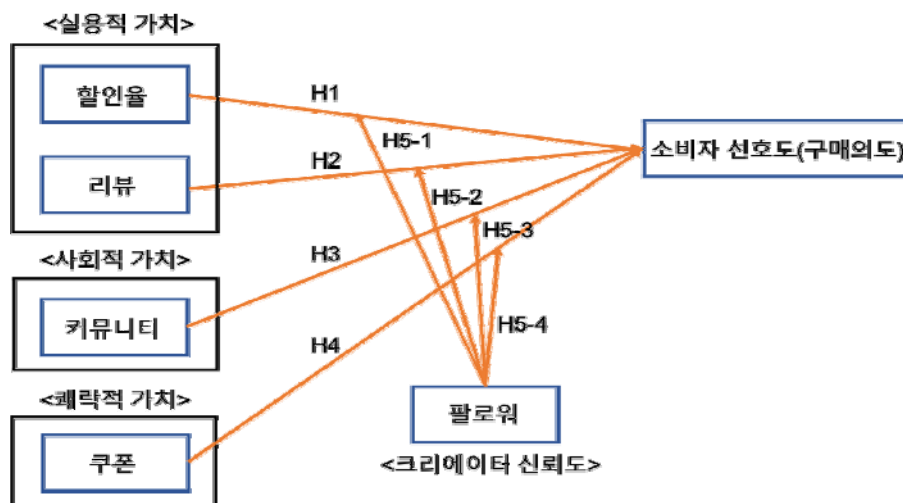 <실용적 가치>
할인율
리뷰
<사회적 가치>
커뮤니티
<쾌락적 가치>
쿠폰
H1
H2
H3
H4
H5-1
H5-2
H5-3
H5-4
소비자 선호도(구매의도)
팔로워
<크리에이타 신뢰도>